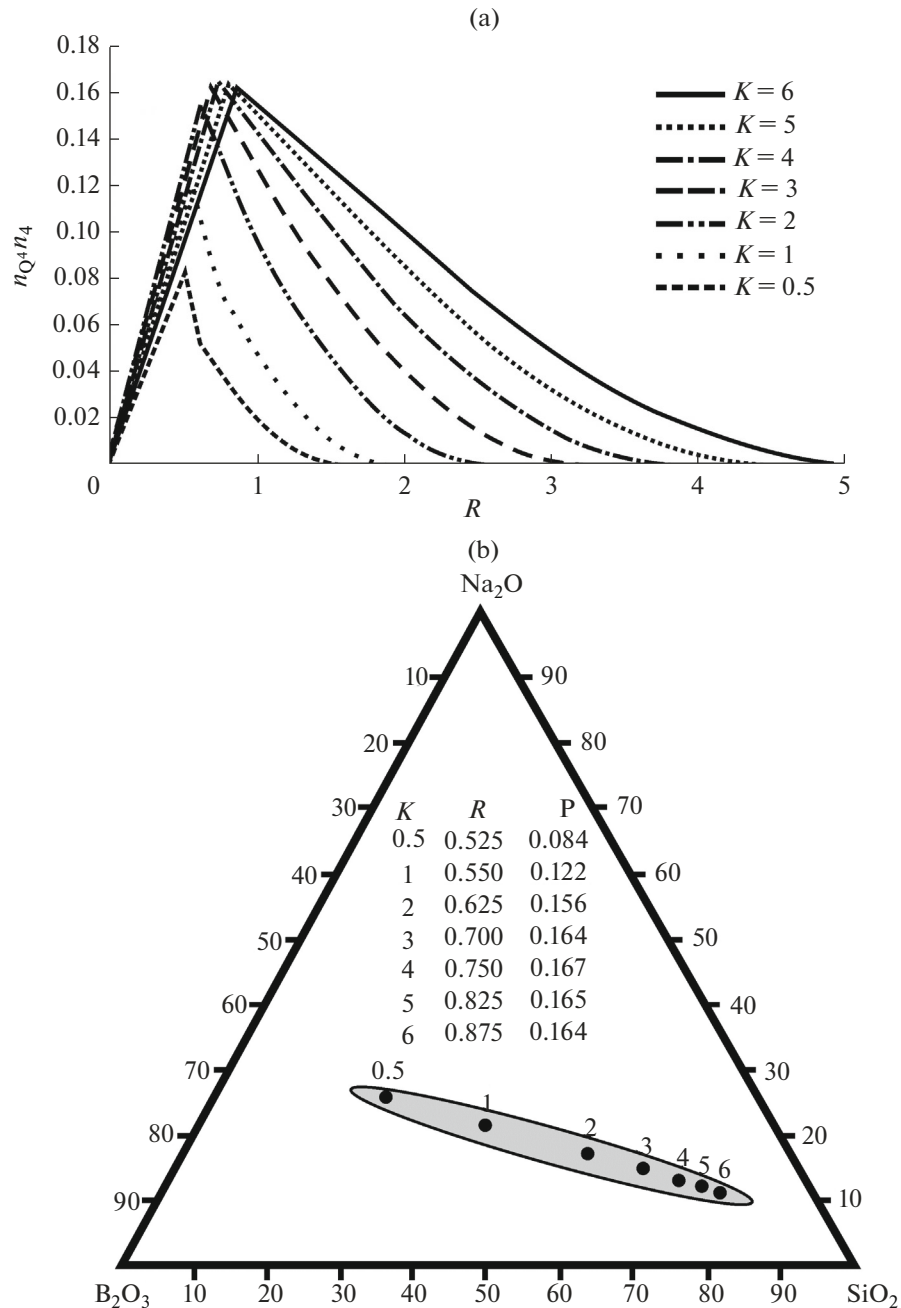 (a)
0.18
0.16
0.14
0.12
0.10
0.08
0.06
0.04
0.02
n_Q⁴n₄
K = 6
K = 5
K = 4
K = 3
K = 2
K = 1
K = 0.5
0 1 2 3 4 5
R
(b)
Na₂O
10 90
20 80
30 70
K R P
0.5 0.525 0.084
40 1 0.550 0.122 60
2 0.625 0.156
50 3 0.700 0.164 50
4 0.750 0.167
60 5 0.825 0.165 40
6 0.875 0.164
70 0.5 30
1
80 2 3 4 5 6 20
90 10
B₂O₃ 10 20 30 40 50 60 70 80 90 SiO₂